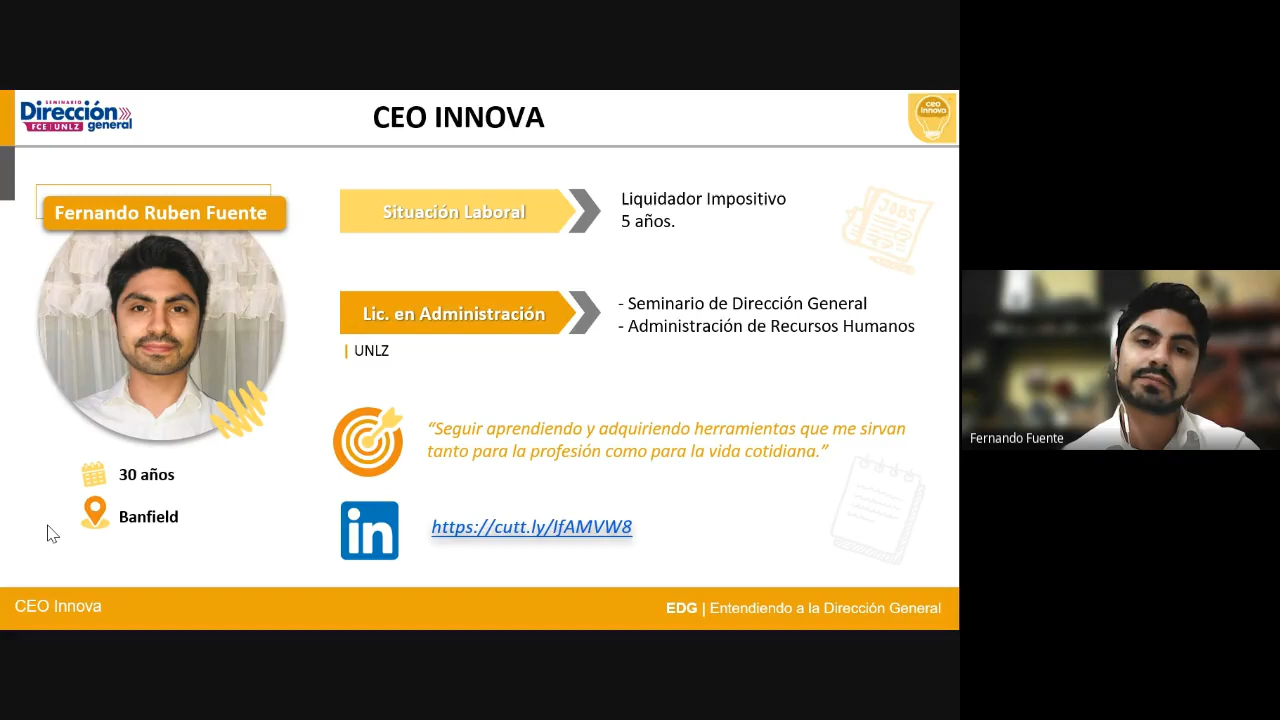 SEMINARIO
Dirección
general
FCE | UNLZ
CEO INNOVA
ceo
innova
Fernando Ruben Fuente
Situación Laboral
Liquidador Impositivo
5 años.
JOBS
Lic. en Administración
- Seminario de Dirección General
- Administración de Recursos Humanos
| UNLZ
“Seguir aprendiendo y adquiriendo herramientas que me sirvan
tanto para la profesión como para la vida cotidiana.”
30 años
Banfield
in
https://cutt.ly/IfAMVW8
CEO Innova
EDG | Entendiendo a la Dirección General
Fernando Fuente